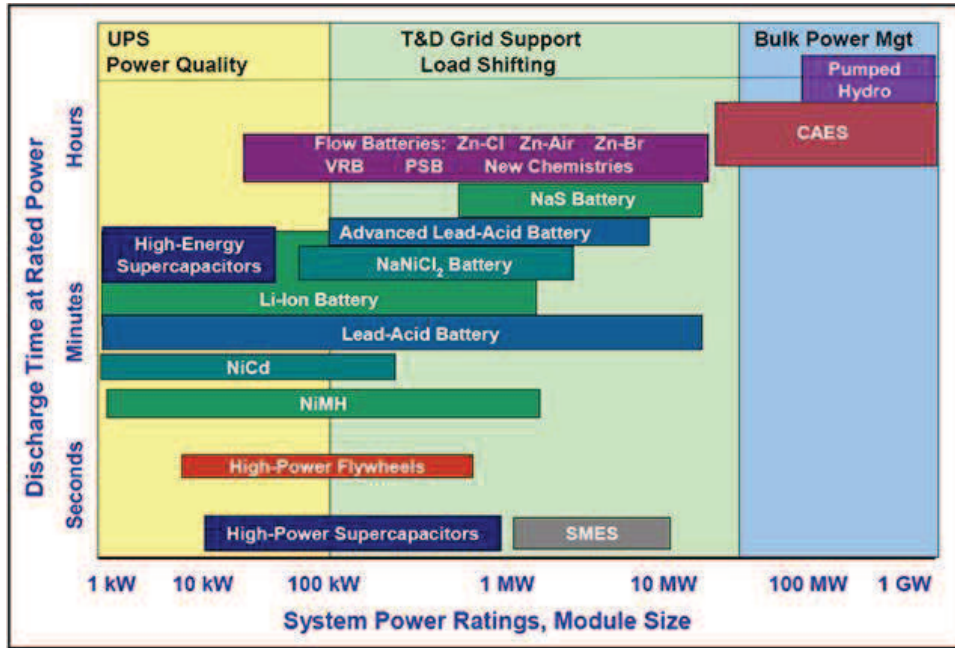 UPS
Power Quality
T&D Grid Support
Load Shifting
Bulk Power Mgt
Pumped
Hydro
CAES
Flow Batteries: Zn-Cl Zn-Air Zn-Br
VRB PSB New Chemistries
NaS Battery
Advanced Lead-Acid Battery
High-Energy
Supercapacitors
NaNiCl₂ Battery
Li-Ion Battery
Lead-Acid Battery
NiCd
NiMH
High-Power Flywheels
High-Power Supercapacitors
SMES
Discharge Time at Rated Power
Hours
Minutes
Seconds
1 kW 10 kW 100 kW 1 MW 10 MW 100 MW 1 GW
System Power Ratings, Module Size